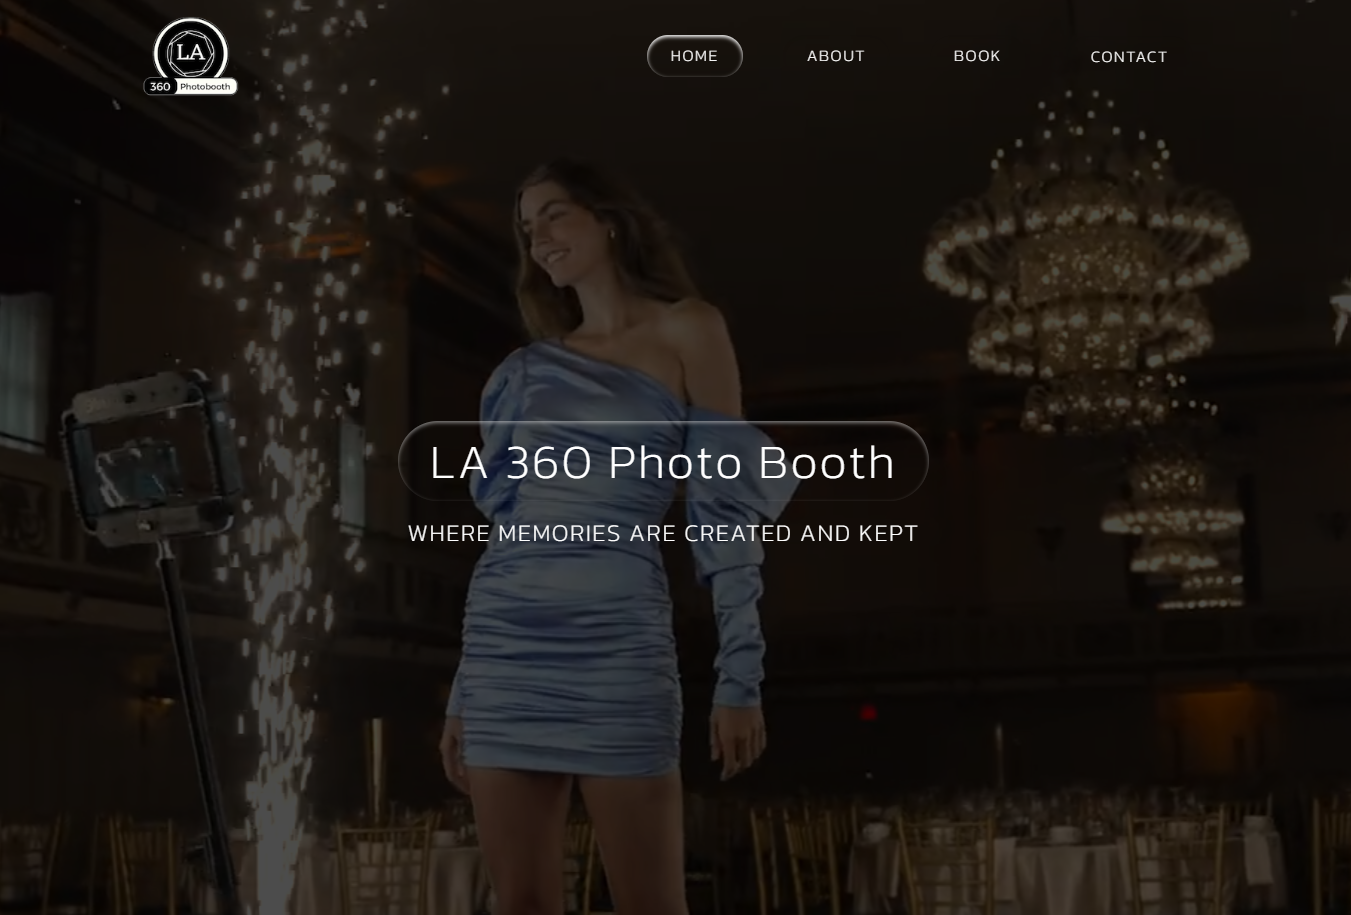 LA
360 Photobooth
HOME ABOUT BOOK CONTACT
LA 360 Photo Booth
WHERE MEMORIES ARE CREATED AND KEPT